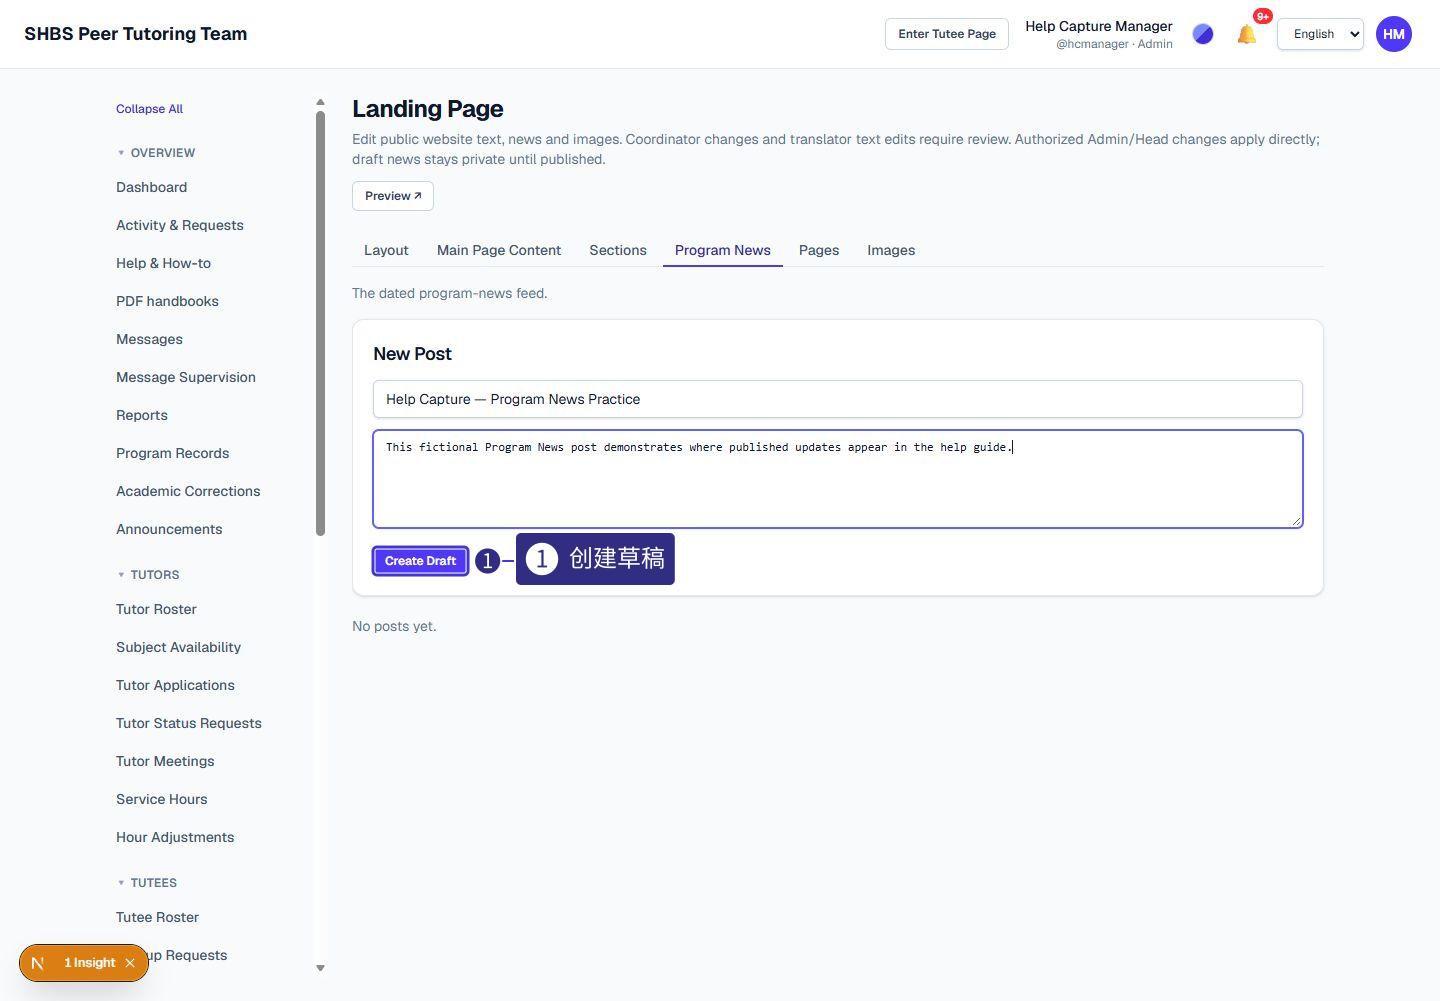 SHBS Peer Tutoring Team
Enter Tutee Page
Help Capture Manager
@hcmanager · Admin
9+
English
HM
Collapse All
OVERVIEW
Dashboard
Activity & Requests
Help & How-to
PDF handbooks
Messages
Message Supervision
Reports
Program Records
Academic Corrections
Announcements
TUTORS
Tutor Roster
Subject Availability
Tutor Applications
Tutor Status Requests
Tutor Meetings
Service Hours
Hour Adjustments
TUTEES
Tutee Roster
up Requests
1 Insight
Landing Page
Edit public website text, news and images. Coordinator changes and translator text edits require review. Authorized Admin/Head changes apply directly;
draft news stays private until published.
Preview ↗
Layout Main Page Content Sections Program News Pages Images
The dated program-news feed.
New Post
Help Capture — Program News Practice
This fictional Program News post demonstrates where published updates appear in the help guide.
Create Draft 1 1 创建草稿
No posts yet.